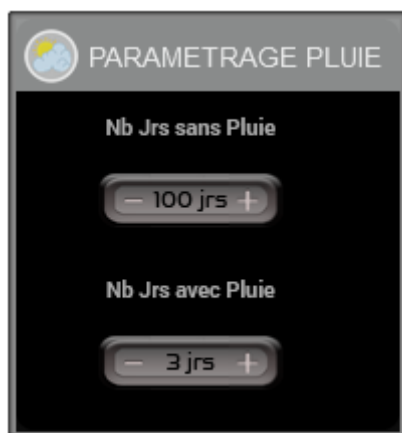 PARAMETRAGE PLUIE
Nb Jrs sans Pluie
− 100 jrs +
Nb Jrs avec Pluie
− 3 jrs +